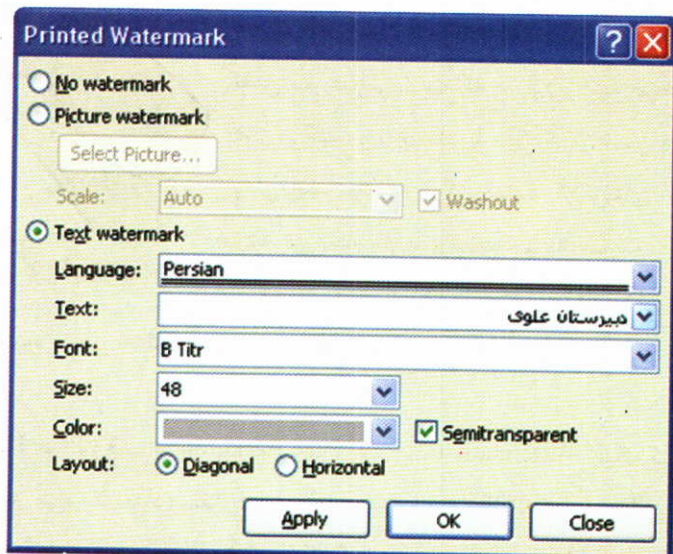 Printed Watermark
No watermark
Picture watermark
Select Picture...
Scale: Auto Washout
Text watermark
Language: Persian
Text: دبیرستان علوی
Font: B Titr
Size: 48
Color: Semitransparent
Layout: Diagonal Horizontal
Apply OK Close